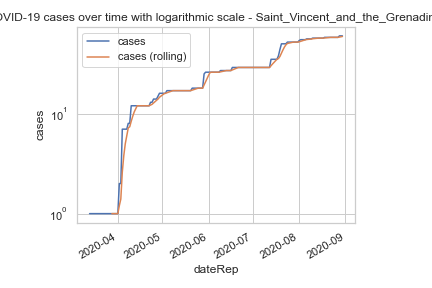 OVID-19 cases over time with logarithmic scale - Saint_Vincent_and_the_Grenadin
cases
cases (rolling)
cases
10¹
10⁰
2020-04
2020-05
2020-06
2020-07
2020-08
2020-09
dateRep